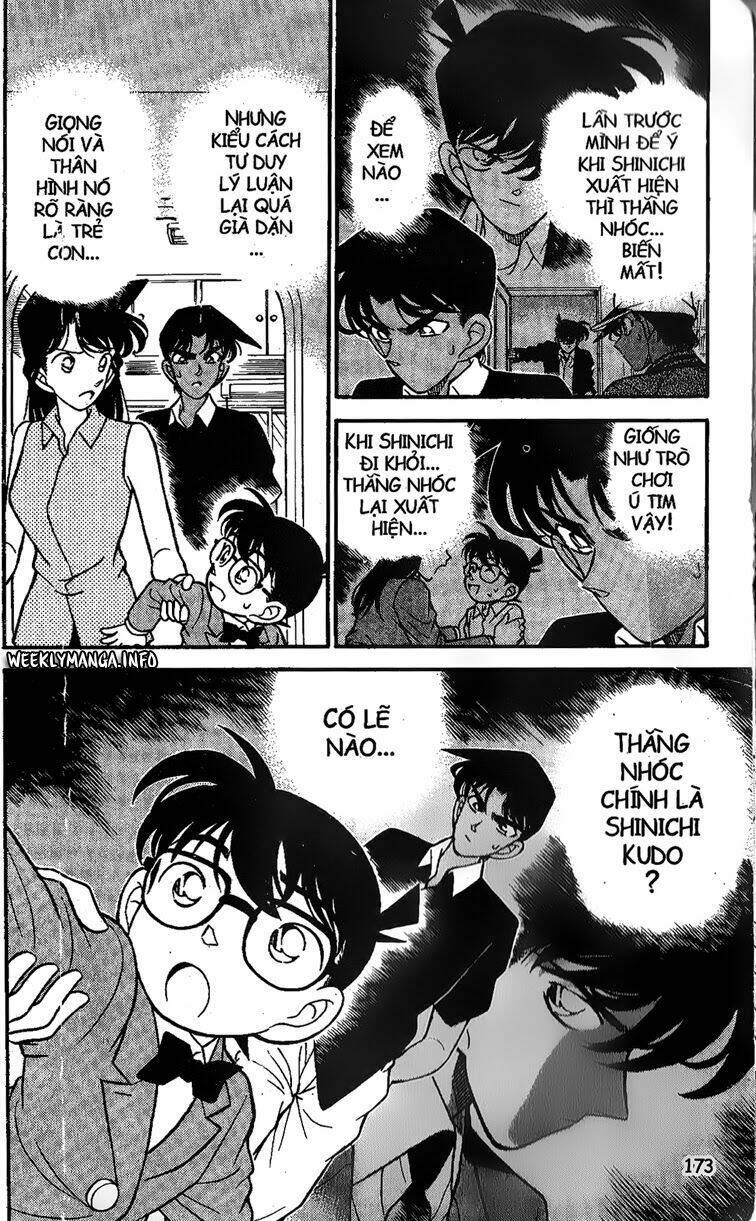 LẦN TRƯỚC
MÌNH ĐỂ Ý
KHI SHINICHI
XUẤT HIỆN
THÌ THẰNG
NHÓC...
BIẾN
MẤT!
ĐỂ
XEM
NÀO
...
NHƯNG
KIỂU CÁCH
TƯ DUY
LÝ LUẬN
LẠI QUÁ
GIÀ DẶN
...
GIỌNG
NÓI VÀ
THÂN
HÌNH NÓ
RÕ RÀNG
LÀ TRẺ
CON...
GIỐNG
NHƯ TRÒ
CHƠI
Ú TIM
VẬY!
KHI SHINICHI
ĐI KHỎI...
THẰNG NHÓC
LẠI XUẤT
HIỆN...
WEEKLYMANGA.INFO
CÓ LẼ
NÀO...
THẰNG
NHÓC
CHÍNH LÀ
SHINICHI
KUDO
?
173